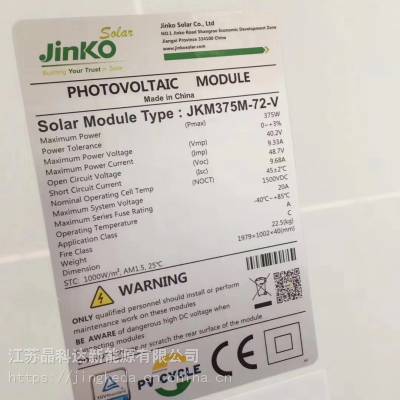 Solar
JinKO
Building Your Trust in Solar
Jinko Solar Co., Ltd
NO.1 Jinko Road Shangrao Economic Development Zone
Jiangxi Province 334100 China
www.jinkosolar.com
PHOTOVOLTAIC MODULE
Made in China
Solar Module Type : JKM375M-72-V
Maximum Power (Pmax) 375W
Power Tolerance 0~+3%
Maximum Power Voltage (Vmp) 40.2V
Maximum Power Current (Imp) 9.33A
Open Circuit Voltage (Voc) 48.7V
Short Circuit Current (Isc) 9.68A
Nominal Operating Cell Temp (NOCT) 45±2℃
Maximum System Voltage 1500VDC
Maximum Series Fuse Rating 20A
Operating Temperature -40℃~+85℃
Application Class A
Fire Class C
Weight 22.5(kg)
Dimension 1979×1002×40(mm)
STC: 1000W/m², AM1.5, 25℃
WARNING
ONLY qualified personnel should install or perform
maintenance work on these modules
BE AWARE of dangerous high DC voltage when
connecting modules
or scratch the rear surface of the module
PV CYCLE
CE
江苏晶科达新能源有限公司
https://jingkeda.cn.china.cn